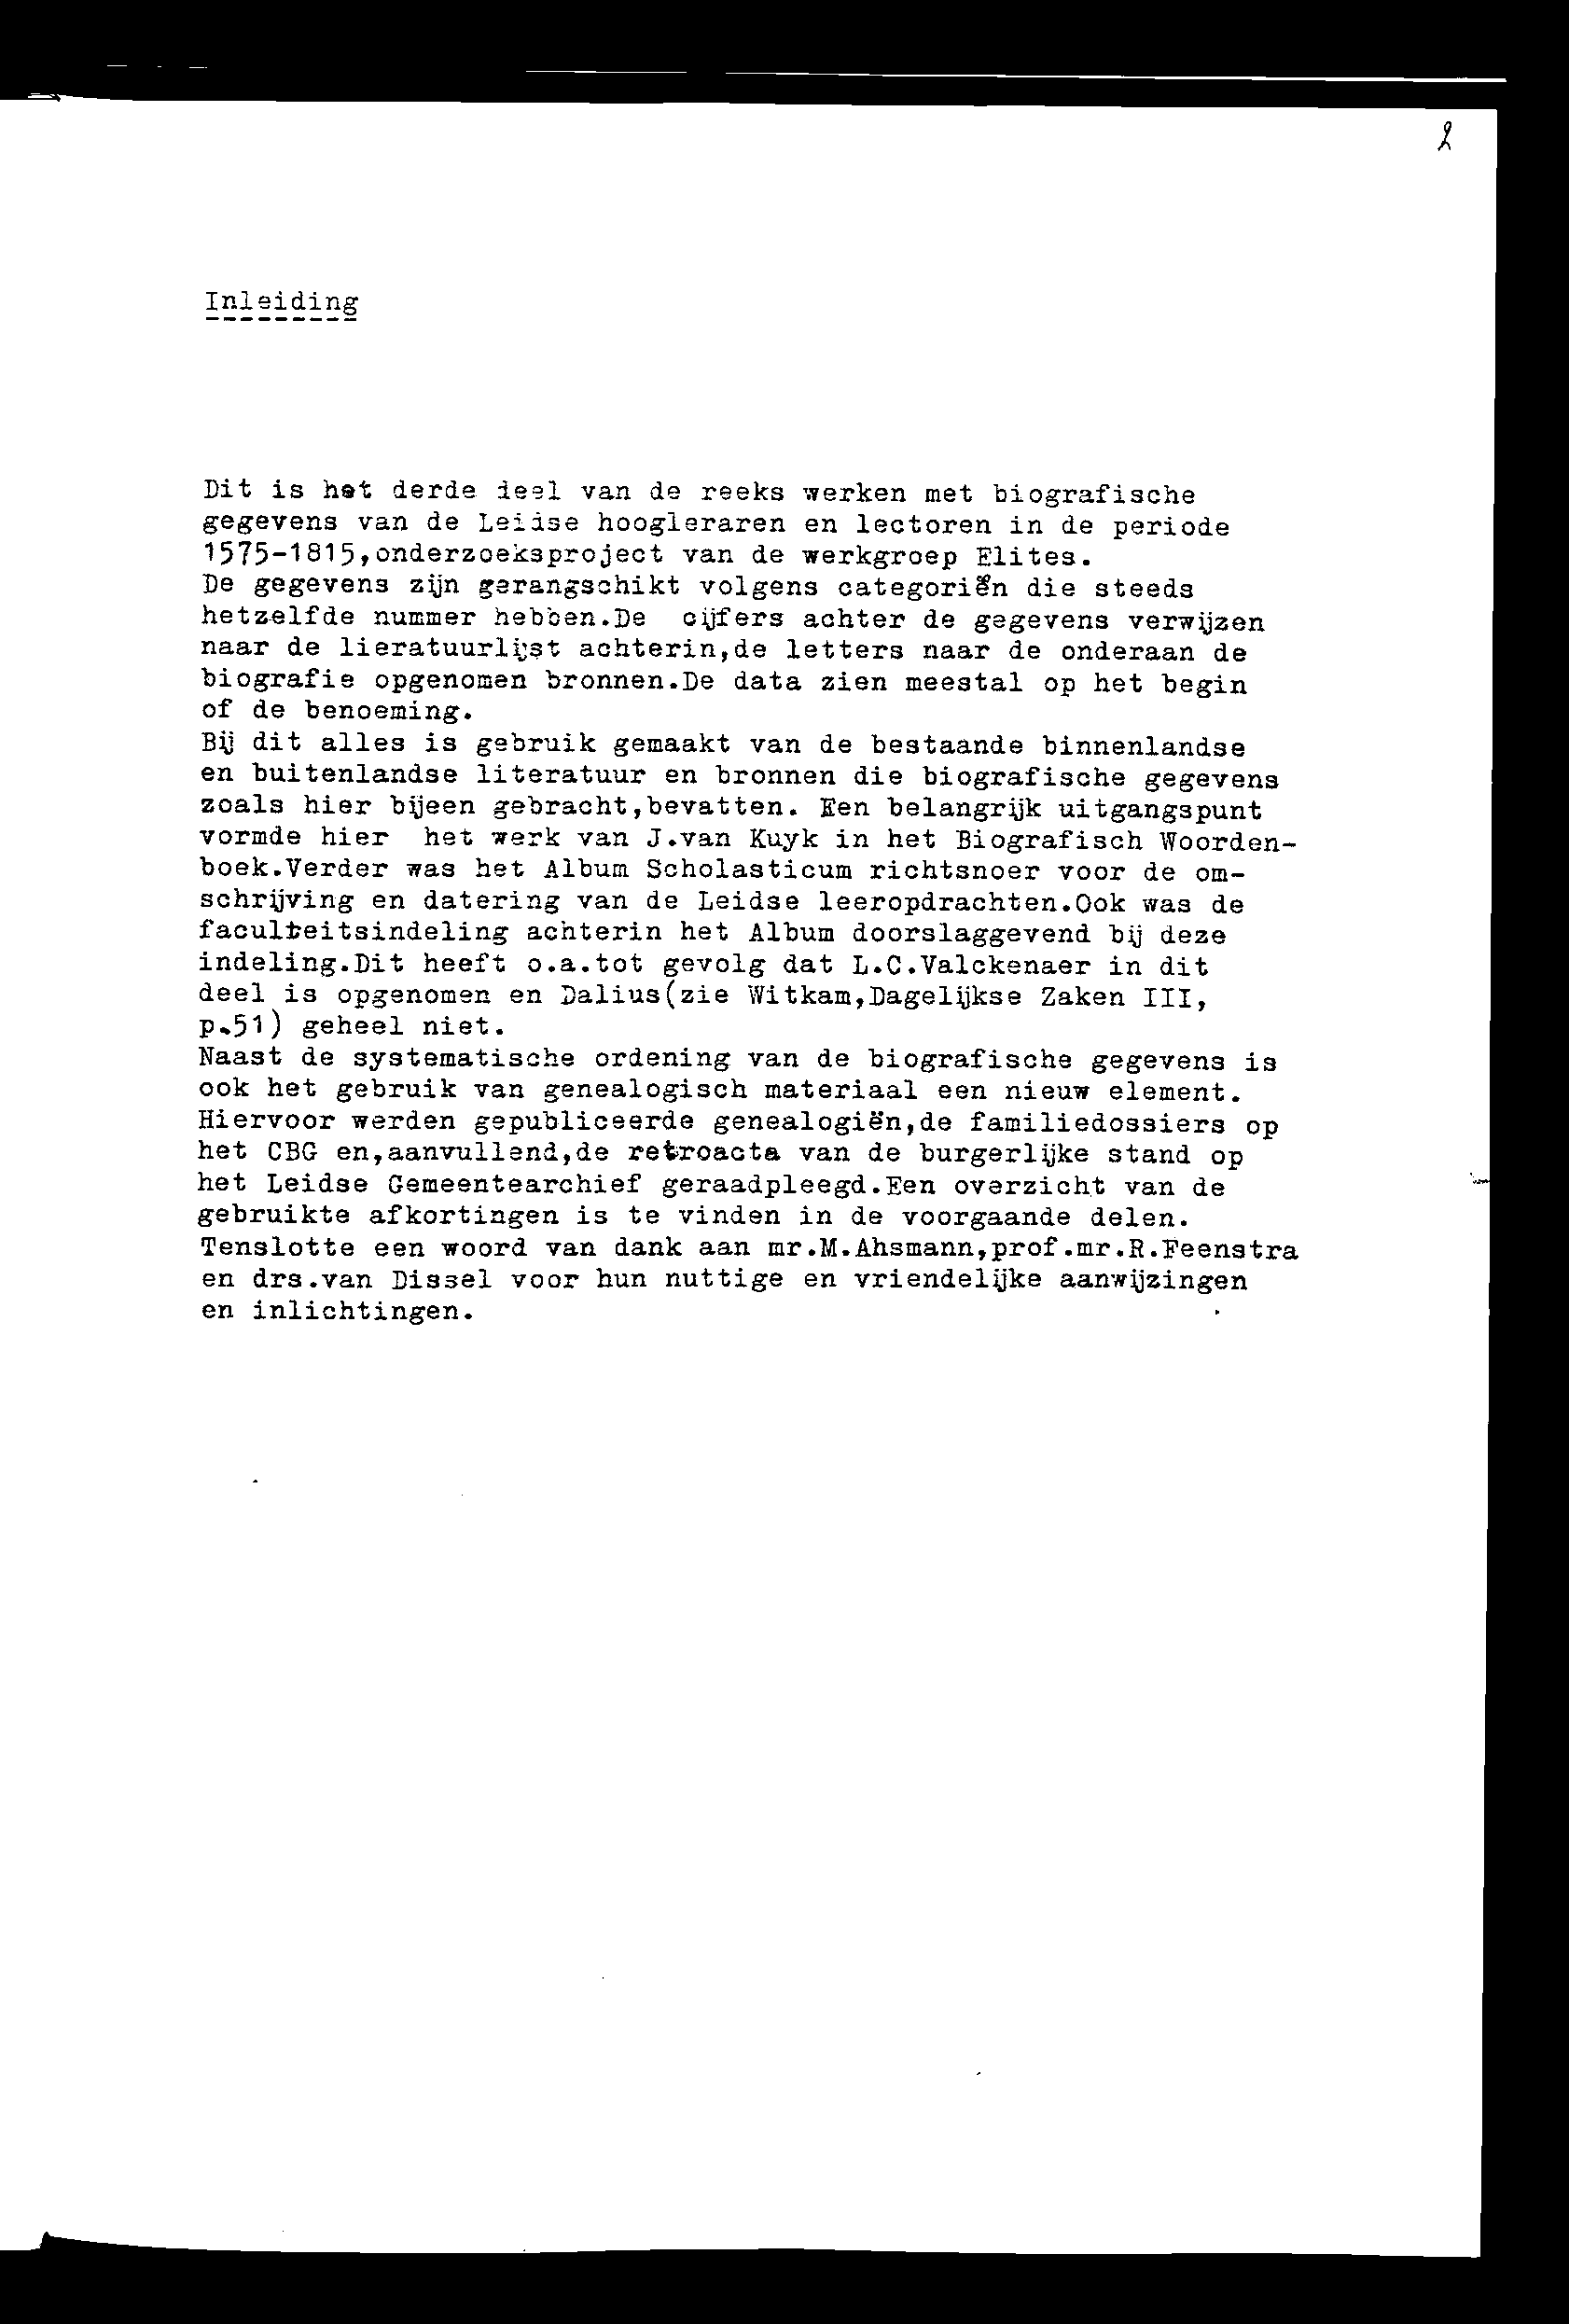 2
Inleiding
Dit is het derde deel van de reeks werken met biografische
gegevens van de Leidse hoogleraren en lectoren in de periode
1575-1815,onderzoeksproject van de werkgroep Elites.
De gegevens zijn gerangschikt volgens categoriën die steeds
hetzelfde nummer hebben.De cijfers achter de gegevens verwijzen
naar de lieratuurlijst achterin,de letters naar de onderaan de
biografie opgenomen bronnen.De data zien meestal op het begin
of de benoeming.
Bij dit alles is gebruik gemaakt van de bestaande binnenlandse
en buitenlandse literatuur en bronnen die biografische gegevens
zoals hier bijeen gebracht,bevatten. Een belangrijk uitgangspunt
vormde hier het werk van J.van Kuyk in het Biografisch Woorden-
boek.Verder was het Album Scholasticum richtsnoer voor de om-
schrijving en datering van de Leidse leeropdrachten.Ook was de
faculteitsindeling achterin het Album doorslaggevend bij deze
indeling.Dit heeft o.a.tot gevolg dat L.C.Valckenaer in dit
deel is opgenomen en Dalius(zie Witkam,Dagelijkse Zaken III,
p.51) geheel niet.
Naast de systematische ordening van de biografische gegevens is
ook het gebruik van genealogisch materiaal een nieuw element.
Hiervoor werden gepubliceerde genealogiën,de familiedossiers op
het CBG en,aanvullend,de retroacta van de burgerlijke stand op
het Leidse Gemeentearchief geraadpleegd.Een overzicht van de
gebruikte afkortingen is te vinden in de voorgaande delen.
Tenslotte een woord van dank aan mr.M.Ahsmann,prof.mr.R.Feenstra
en drs.van Dissel voor hun nuttige en vriendelijke aanwijzingen
en inlichtingen.